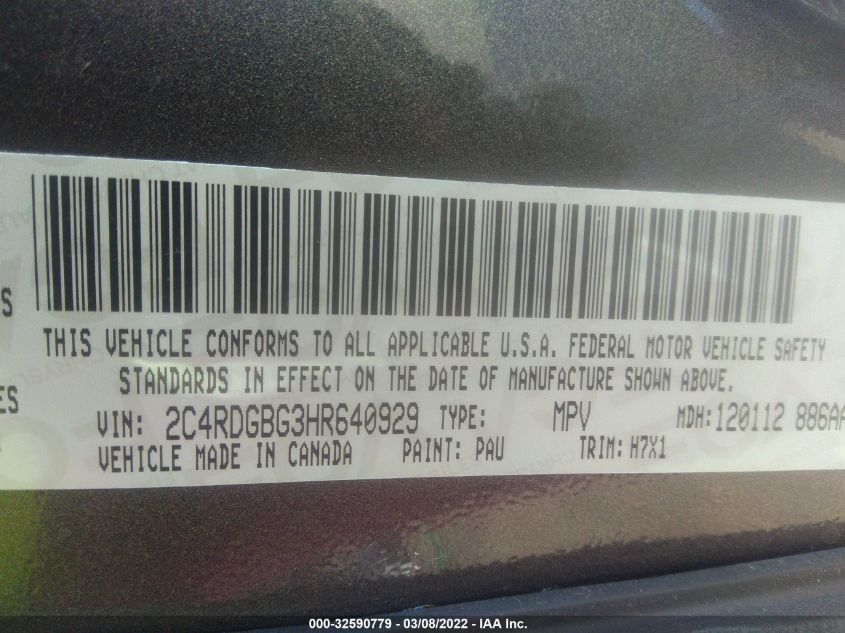 S
THIS VEHICLE CONFORMS TO ALL APPLICABLE U.S.A. FEDERAL MOTOR VEHICLE SAFETY
ES STANDARDS IN EFFECT ON THE DATE OF MANUFACTURE SHOWN ABOVE.
VIN: 2C4RDGBG3HR640929 TYPE: MPV MDH:120112 886AA
VEHICLE MADE IN CANADA PAINT: PAU TRIM: H7X1
000-32590779 - 03/08/2022 - IAA Inc.